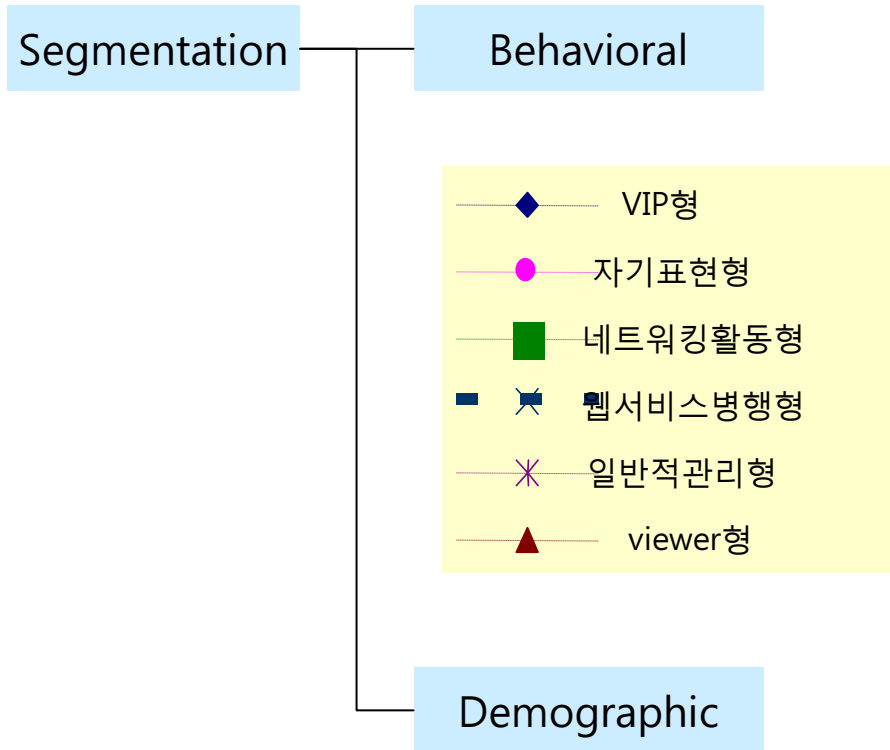 Segmentation
Behavioral
VIP형
자기표현형
네트워킹활동형
웹서비스병행형
일반적관리형
viewer형
Demographic